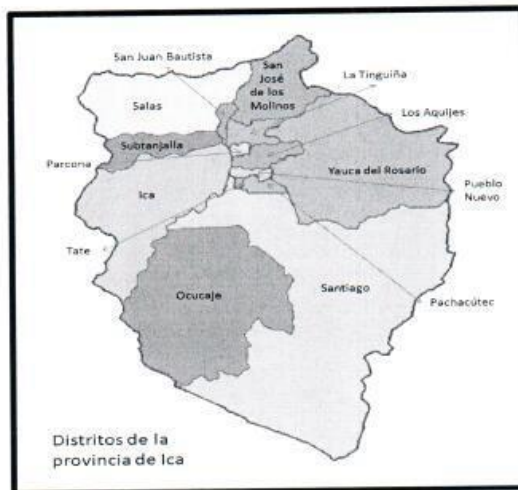 San Juan Bautista
San
José
de los
Molinos
La Tinguiña
Salas
Los Aquijes
Subtanjalla
Parcona
Yauca del Rosario
Ica
Pueblo
Nuevo
Tate
Ocucaje
Santiago
Pachacútec
Distritos de la
provincia de Ica